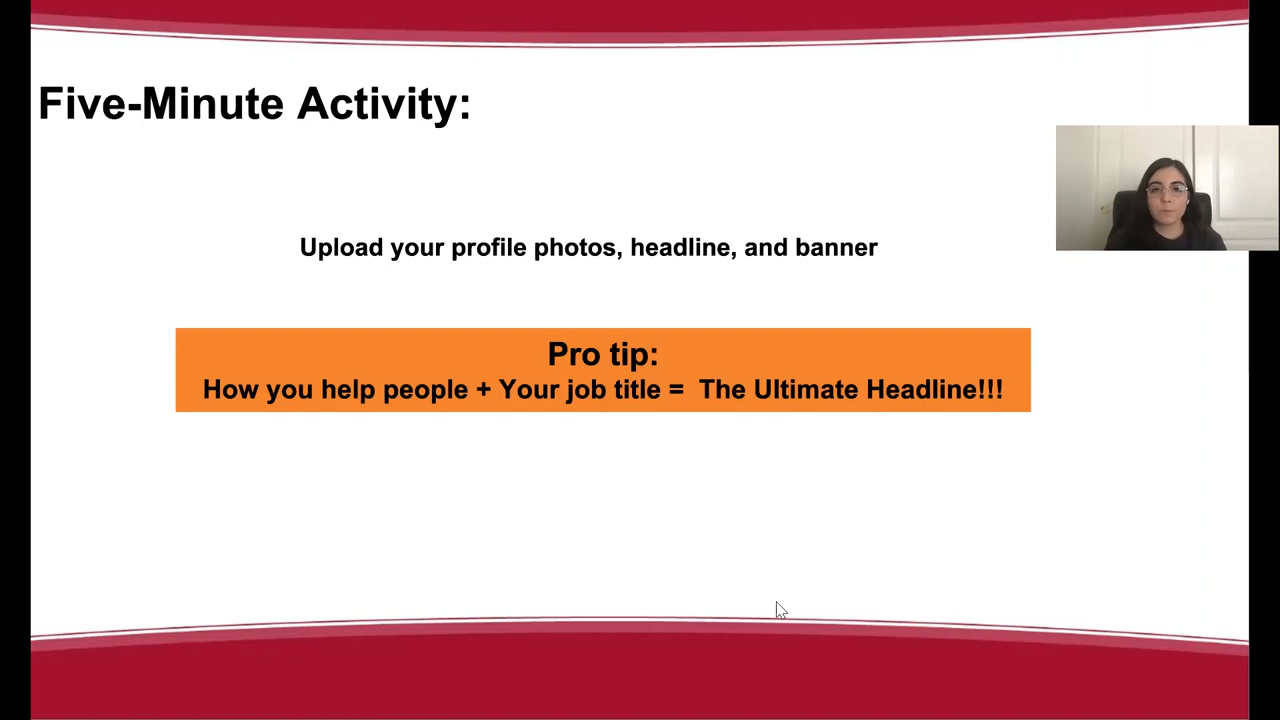 Five-Minute Activity:
Upload your profile photos, headline, and banner
Pro tip:
How you help people + Your job title = The Ultimate Headline!!!